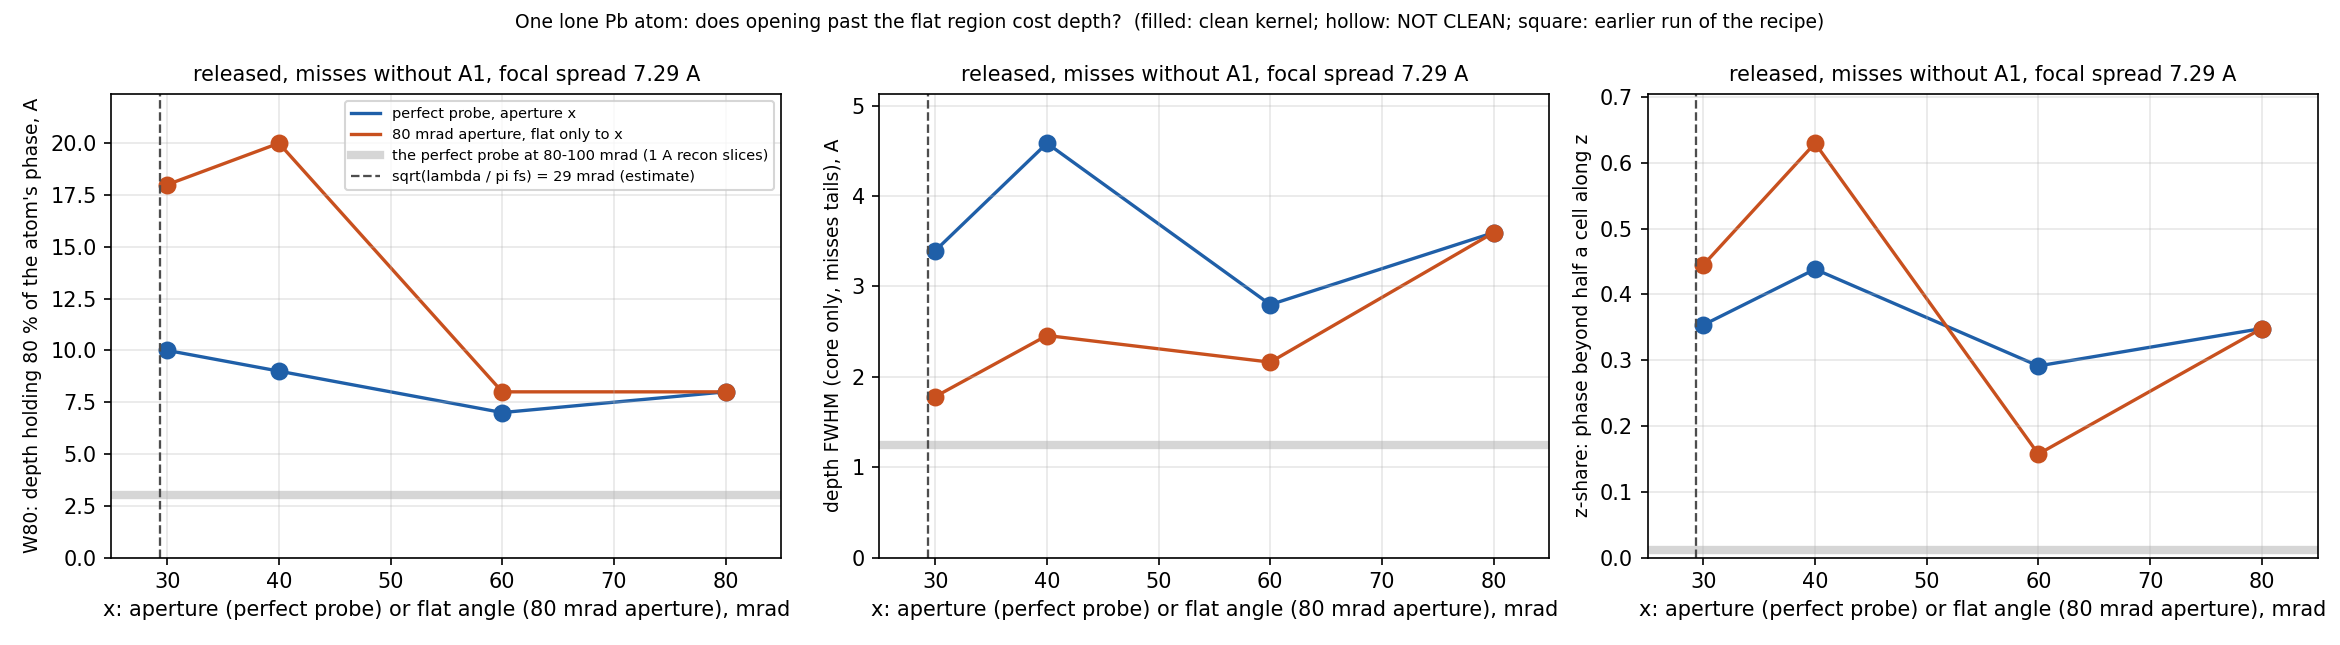 One lone Pb atom: does opening past the flat region cost depth?  (filled: clean kernel; hollow: NOT CLEAN; square: earlier run of the recipe)
released, misses without A1, focal spread 7.29 A
W80: depth holding 80 % of the atom's phase, A
20.0
17.5
15.0
12.5
10.0
7.5
5.0
2.5
0.0
perfect probe, aperture x
80 mrad aperture, flat only to x
the perfect probe at 80-100 mrad (1 A recon slices)
sqrt(lambda / pi fs) = 29 mrad (estimate)
30 40 50 60 70 80
x: aperture (perfect probe) or flat angle (80 mrad aperture), mrad
released, misses without A1, focal spread 7.29 A
depth FWHM (core only, misses tails), A
5
4
3
2
1
0
30 40 50 60 70 80
x: aperture (perfect probe) or flat angle (80 mrad aperture), mrad
released, misses without A1, focal spread 7.29 A
z-share: phase beyond half a cell along z
0.7
0.6
0.5
0.4
0.3
0.2
0.1
0.0
30 40 50 60 70 80
x: aperture (perfect probe) or flat angle (80 mrad aperture), mrad